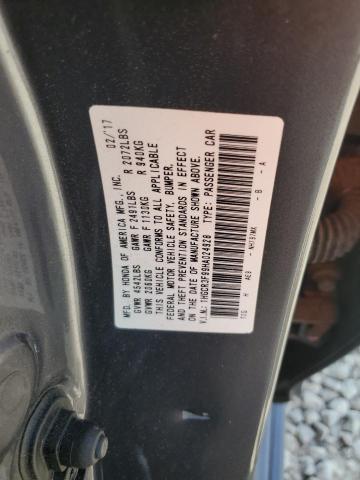 MFD. BY HONDA OF AMERICA MFG., INC. 02/17
GVWR 4542LBS GAWR F 2491LBS R 2072LBS
GVWR 2060KG GAWR F 1130KG R 940KG
THIS VEHICLE CONFORMS TO ALL APPLICABLE
FEDERAL MOTOR VEHICLE SAFETY, BUMPER,
AND THEFT PREVENTION STANDARDS IN EFFECT
ON THE DATE OF MANUFACTURE SHOWN ABOVE.
V.I.N.: 1HGCR3F99HA024928 TYPE: PASSENGER CAR